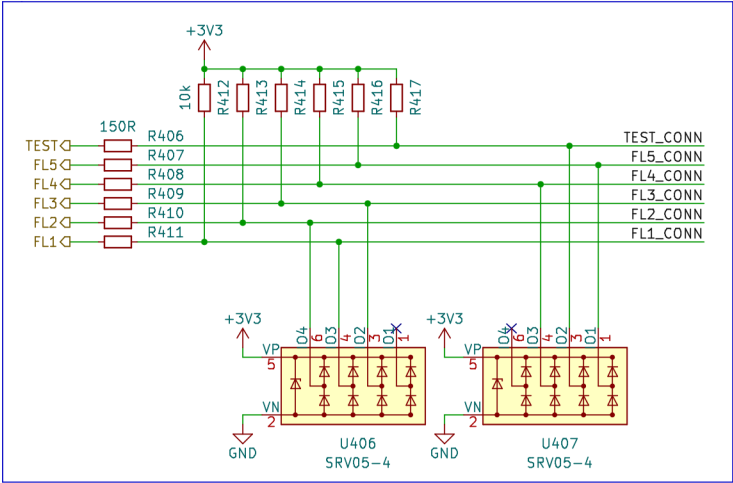 +3V3
10k
R412
R413
R414
R415
R416
R417
150R
TEST
R406
TEST_CONN
FL5
R407
FL5_CONN
FL4
R408
FL4_CONN
FL3
R409
FL3_CONN
FL2
R410
FL2_CONN
FL1
R411
FL1_CONN
+3V3
O4
6
O3
4
O2
3
O1
1
VP
5
VN
2
GND
U406
SRV05-4
+3V3
O4
6
O3
4
O2
3
O1
1
VP
5
VN
2
GND
U407
SRV05-4